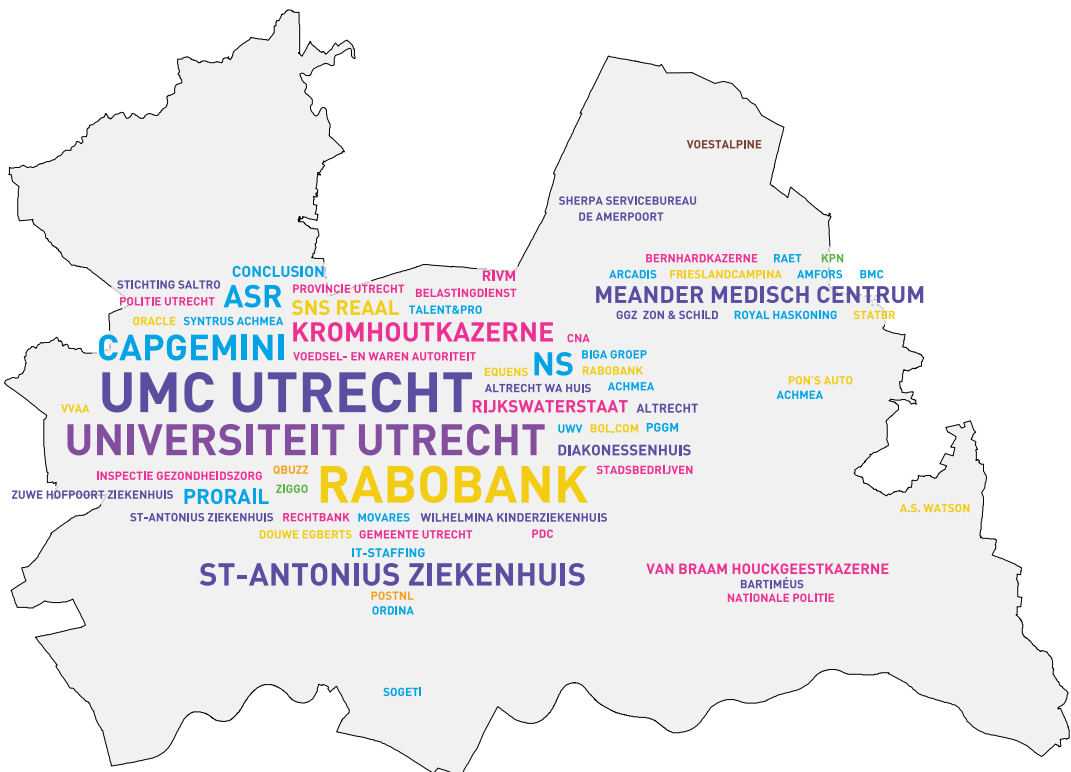 VOESTALPINE
SHERPA SERVICEBUREAU
DE AMERPOORT
BERNHARDKAZERNE RAET KPN
ARCADIS FRIESLANDCAMPINA AMFORS BMC
MEANDER MEDISCH CENTRUM
GGZ ZON & SCHILD ROYAL HASKONING STATER
PON'S AUTO
ACHMEA
CONCLUSION
RIVM
STICHTING SALTRO
PROVINCIE UTRECHT
POLITIE UTRECHT
ASR
BELASTINGDIENST
SNS REAAL
TALENT&PRO
ORACLE SYNTRUS ACHMEA
KROMHOUTKAZERNE
CNA
CAPGEMINI
VOEDSEL- EN WAREN AUTORITEIT
NS
BIGA GROEP
EQUENS
RABOBANK
UMC UTRECHT
ALTRECHT WA HUIS
ACHMEA
VVAA
RIJKSWATERSTAAT
ALTRECHT
UNIVERSITEIT UTRECHT
UWV BOL.COM PGGM
DIAKONESSENHUIS
INSPECTIE GEZONDHEIDSZORG
QBUZZ
RABOBANK
STADSBEDRIJVEN
ZUWE HOFPOORT ZIEKENHUIS
PRORAIL
ZIGGO
A.S. WATSON
ST-ANTONIUS ZIEKENHUIS RECHTBANK MOVARES WILHELMINA KINDERZIEKENHUIS
DOUWE EGBERTS GEMEENTE UTRECHT PDC
IT-STAFFING
ST-ANTONIUS ZIEKENHUIS
VAN BRAAM HOUCKGEESTKAZERNE
BARTIMÉUS
NATIONALE POLITIE
POSTNL
ORDINA
SOGETI